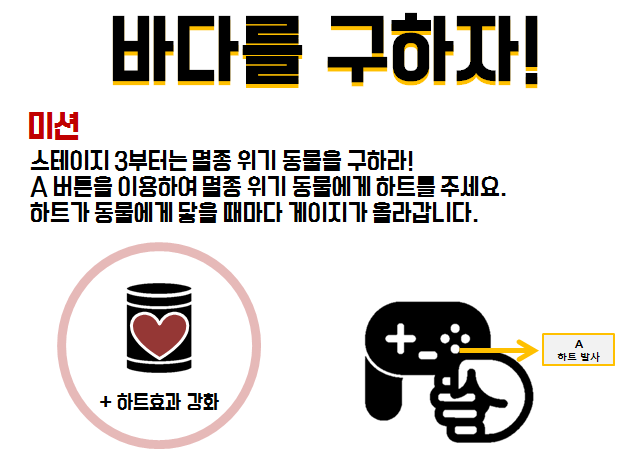 바다를 구하자!
미션
스테이지 3부터는 멸종 위기 동물을 구하라!
A 버튼을 이용하여 멸종 위기 동물에게 하트를 주세요.
하트가 동물에게 닿을 때마다 게이지가 올라갑니다.
+ 하트효과 강화
A
하트 발사